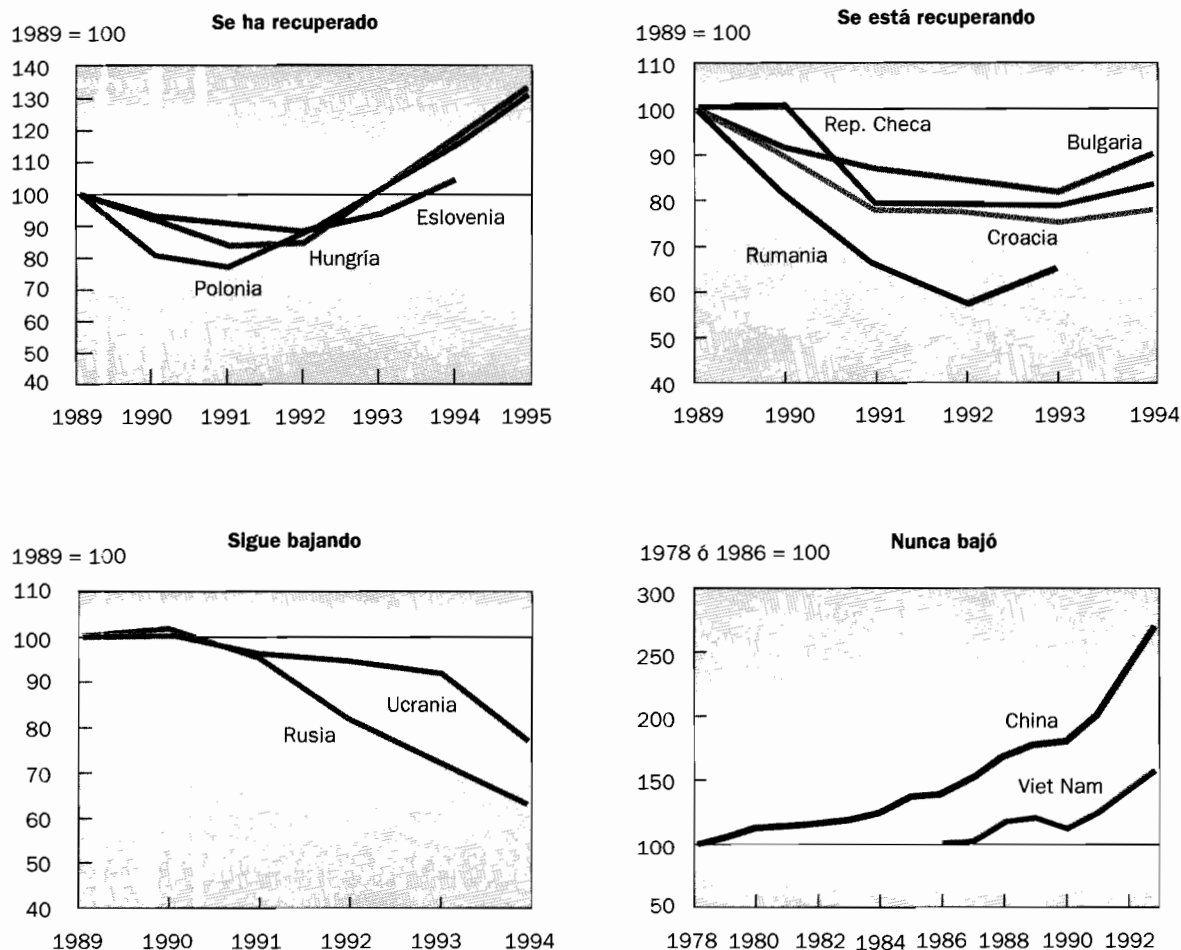 Se ha recuperado
1989 = 100
140
130
120
110
100
90
80
70
60
50
40
Eslovenia
Hungría
Polonia
1989 1990 1991 1992 1993 1994 1995
Se está recuperando
1989 = 100
110
100
90
80
70
60
50
40
Rep. Checa
Bulgaria
Croacia
Rumania
1989 1990 1991 1992 1993 1994
Sigue bajando
1989 = 100
110
100
90
80
70
60
50
40
Ucrania
Rusia
1989 1990 1991 1992 1993 1994
Nunca bajó
1978 ó 1986 = 100
300
250
200
150
100
50
China
Viet Nam
1978 1980 1982 1984 1986 1988 1990 1992